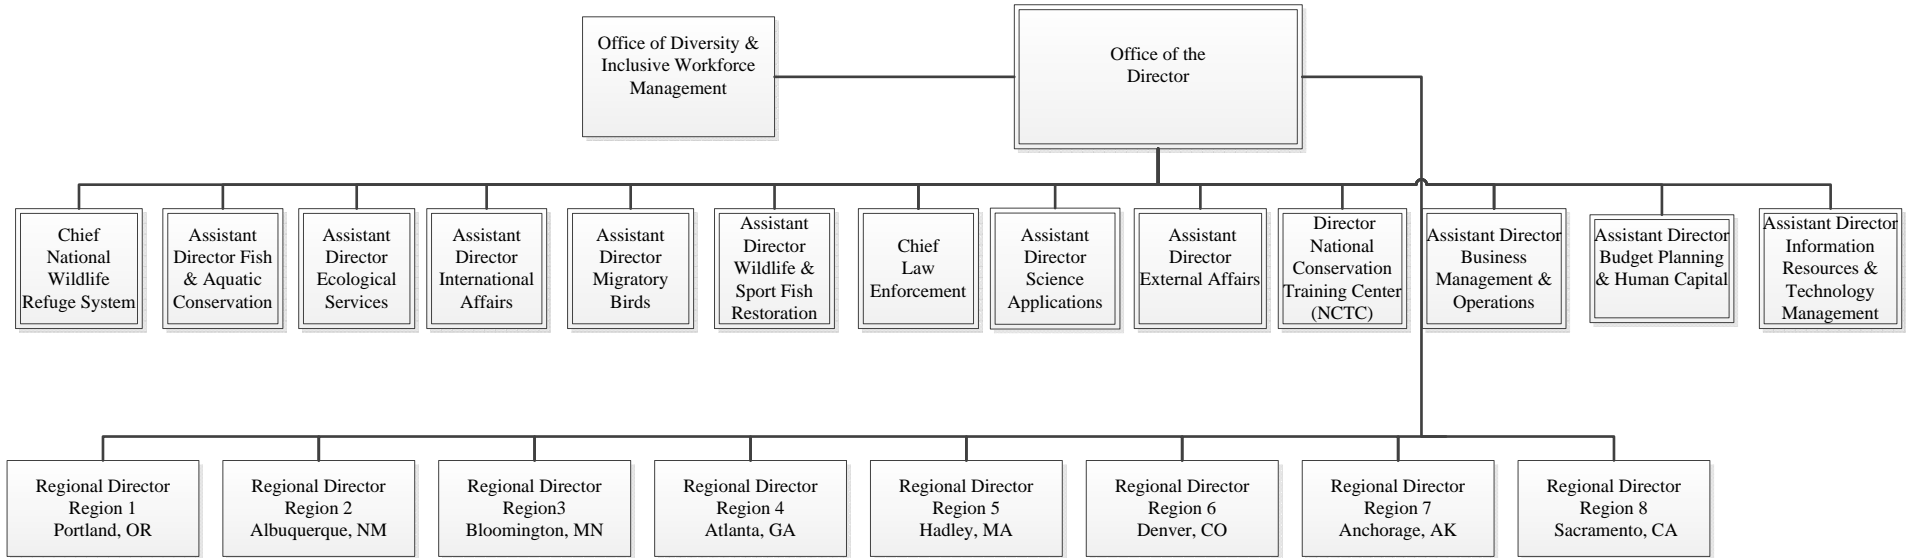 Office of Diversity &
Inclusive Workforce
Management
Office of the
Director
Chief
National
Wildlife
Refuge System
Assistant
Director Fish
& Aquatic
Conservation
Assistant
Director
Ecological
Services
Assistant
Director
International
Affairs
Assistant
Director
Migratory
Birds
Assistant
Director
Wildlife &
Sport Fish
Restoration
Chief
Law
Enforcement
Assistant
Director
Science
Applications
Assistant
Director
External Affairs
Director
National
Conservation
Training Center
(NCTC)
Assistant Director
Business
Management &
Operations
Assistant Director
Budget Planning
& Human Capital
Assistant Director
Information
Resources &
Technology
Management
Regional Director
Region 1
Portland, OR
Regional Director
Region 2
Albuquerque, NM
Regional Director
Region3
Bloomington, MN
Regional Director
Region 4
Atlanta, GA
Regional Director
Region 5
Hadley, MA
Regional Director
Region 6
Denver, CO
Regional Director
Region 7
Anchorage, AK
Regional Director
Region 8
Sacramento, CA